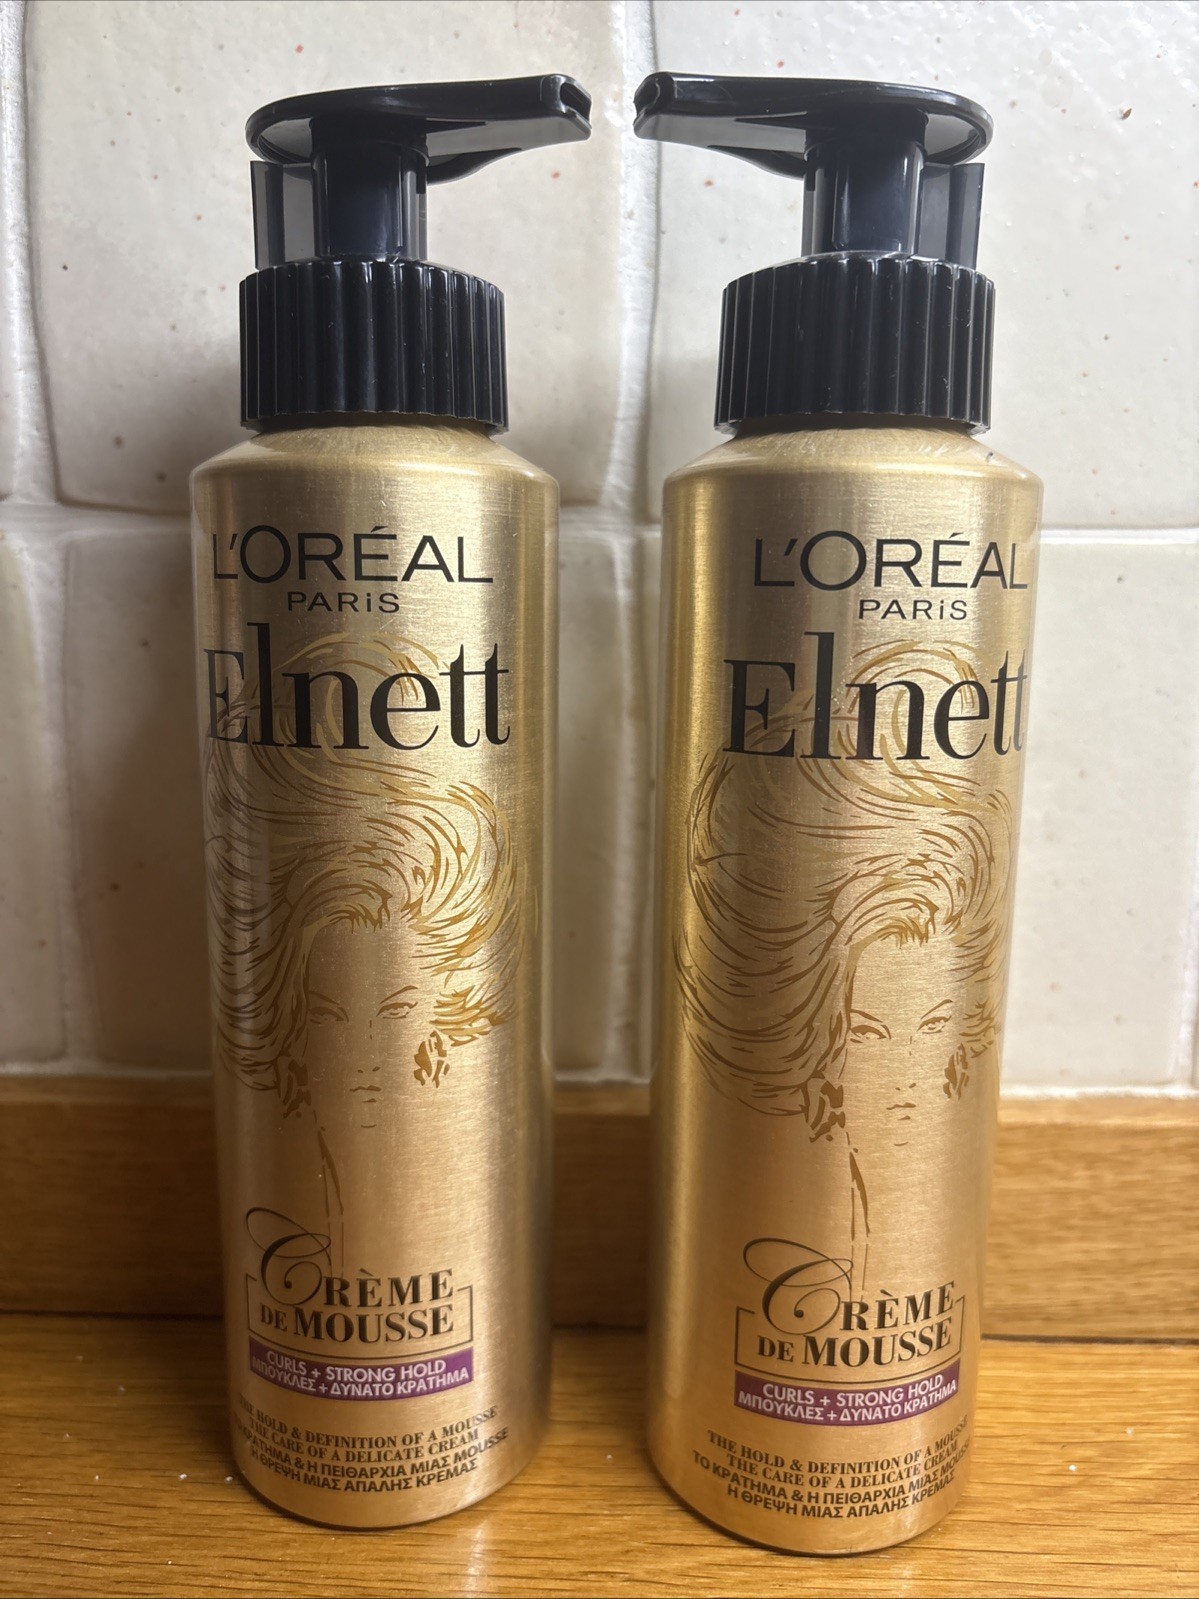 L'ORÉAL
PARiS
Elnett
CRÈME
DE MOUSSE
CURLS + STRONG HOLD
ΜΠΟΥΚΛΕΣ + ΔΥΝΑΤΟ ΚΡΑΤΗΜΑ
THE HOLD & DEFINITION OF A MOUSSE
THE CARE OF A DELICATE CREAM
ΤΟ ΚΡΑΤΗΜΑ & Η ΠΕΙΘΑΡΧΙΑ ΜΙΑΣ MOUSSE
Η ΘΡΕΨΗ ΜΙΑΣ ΑΠΑΛΗΣ ΚΡΕΜΑΣ
L'ORÉAL
PARiS
Elnett
CRÈME
DE MOUSSE
CURLS + STRONG HOLD
ΜΠΟΥΚΛΕΣ + ΔΥΝΑΤΟ ΚΡΑΤΗΜΑ
THE HOLD & DEFINITION OF A MOUSSE
THE CARE OF A DELICATE CREAM
ΤΟ ΚΡΑΤΗΜΑ & Η ΠΕΙΘΑΡΧΙΑ ΜΙΑΣ MOUSSE
Η ΘΡΕΨΗ ΜΙΑΣ ΑΠΑΛΗΣ ΚΡΕΜΑΣ